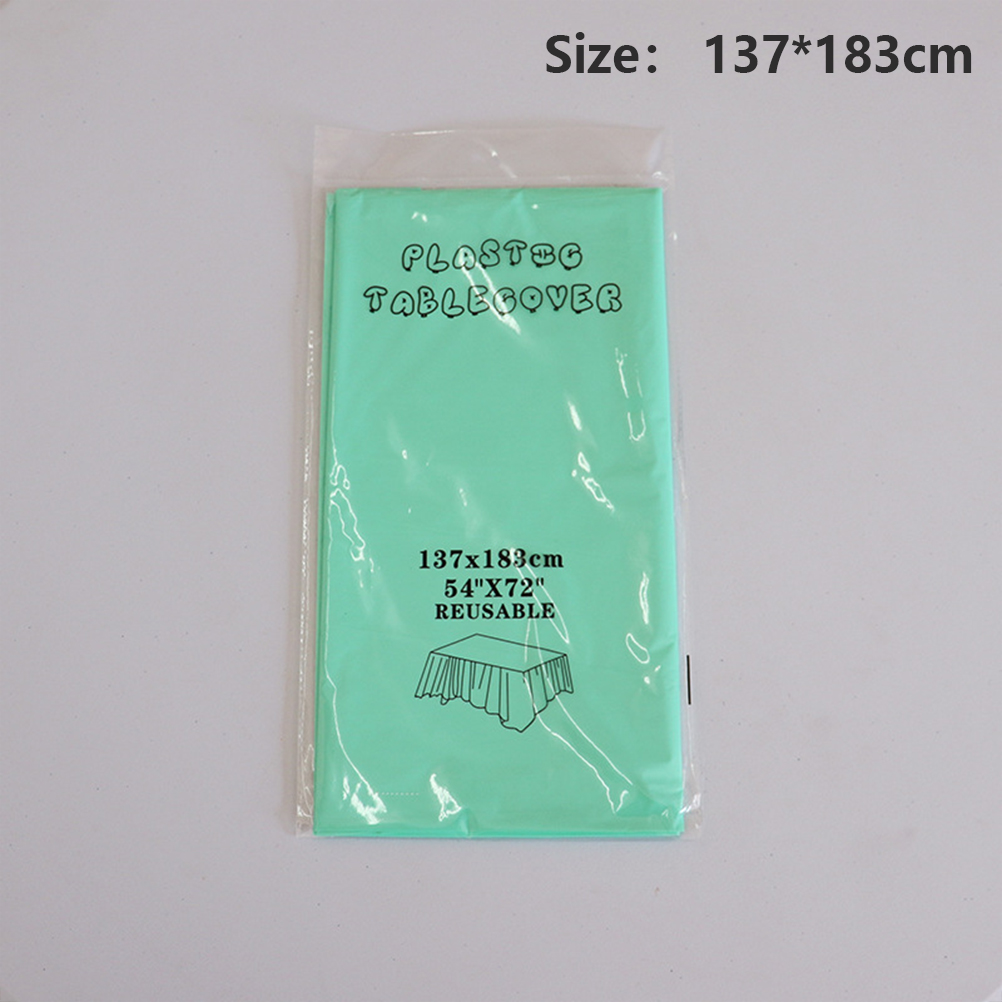 Size： 137*183cm
PLASTIC
TABLECOVER
137x183cm
54"X72"
REUSABLE